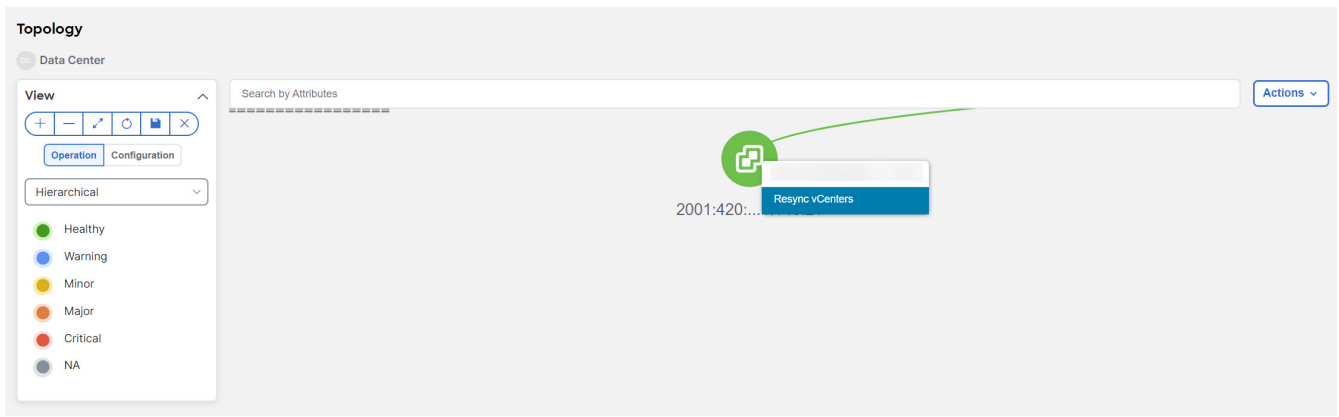 Topology
DC Data Center
View
Search by Attributes
Actions
Operation Configuration
Hierarchical
Healthy
Warning
Minor
Major
Critical
NA
Resync vCenters
2001:420:...